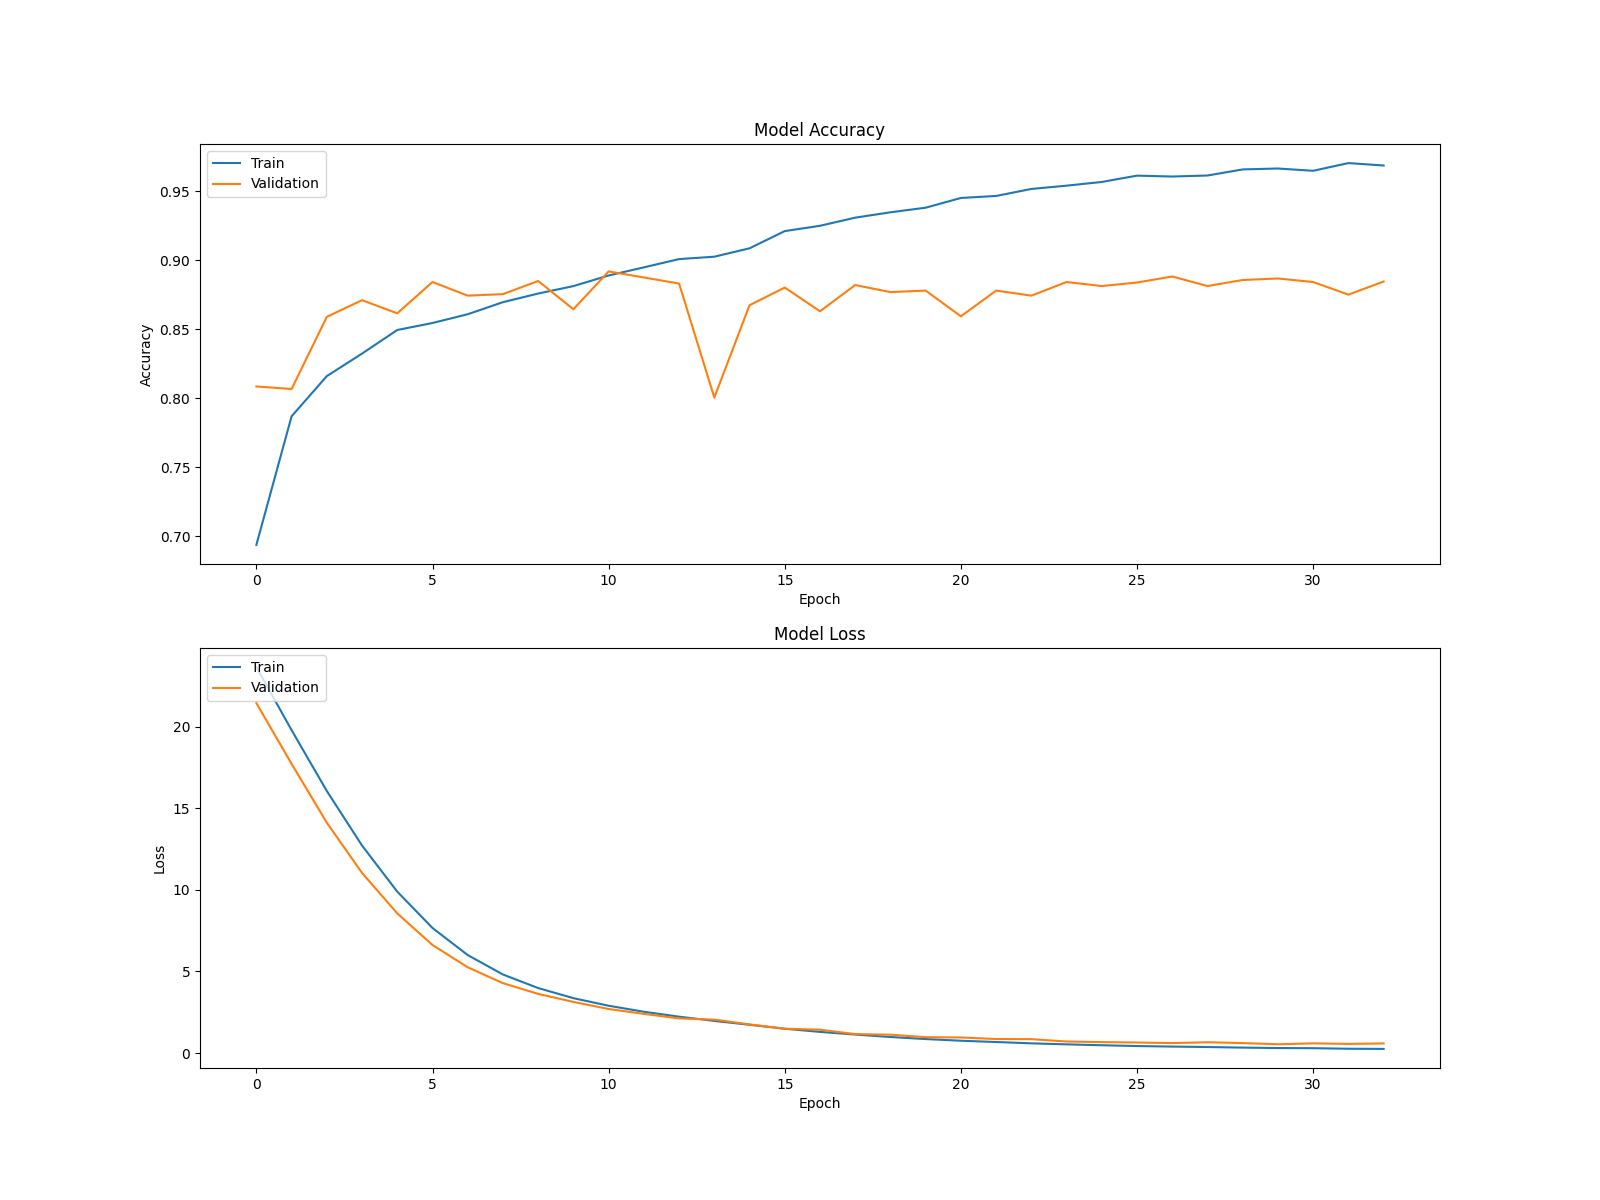 Model Accuracy
Train
Validation
0.95
0.90
0.85
0.80
0.75
0.70
Accuracy
0 5 10 15 20 25 30
Epoch
Model Loss
Train
Validation
20
15
10
5
0
Loss
0 5 10 15 20 25 30
Epoch